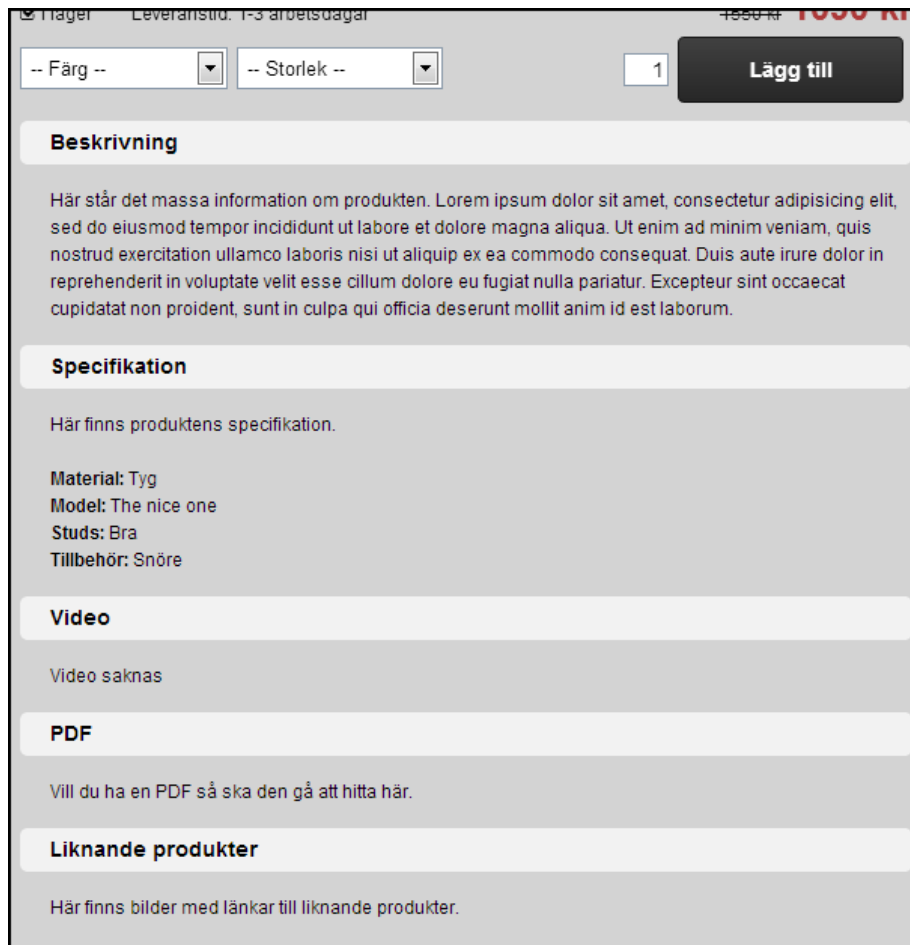 I lager Leveranstid: 1-3 arbetsdagar 1550 kr
-- Färg -- -- Storlek -- 1 Lägg till
Beskrivning
Här står det massa information om produkten. Lorem ipsum dolor sit amet, consectetur adipisicing elit,
sed do eiusmod tempor incididunt ut labore et dolore magna aliqua. Ut enim ad minim veniam, quis
nostrud exercitation ullamco laboris nisi ut aliquip ex ea commodo consequat. Duis aute irure dolor in
reprehenderit in voluptate velit esse cillum dolore eu fugiat nulla pariatur. Excepteur sint occaecat
cupidatat non proident, sunt in culpa qui officia deserunt mollit anim id est laborum.
Specifikation
Här finns produktens specifikation.
Material: Tyg
Model: The nice one
Studs: Bra
Tillbehör: Snöre
Video
Video saknas
PDF
Vill du ha en PDF så ska den gå att hitta här.
Liknande produkter
Här finns bilder med länkar till liknande produkter.